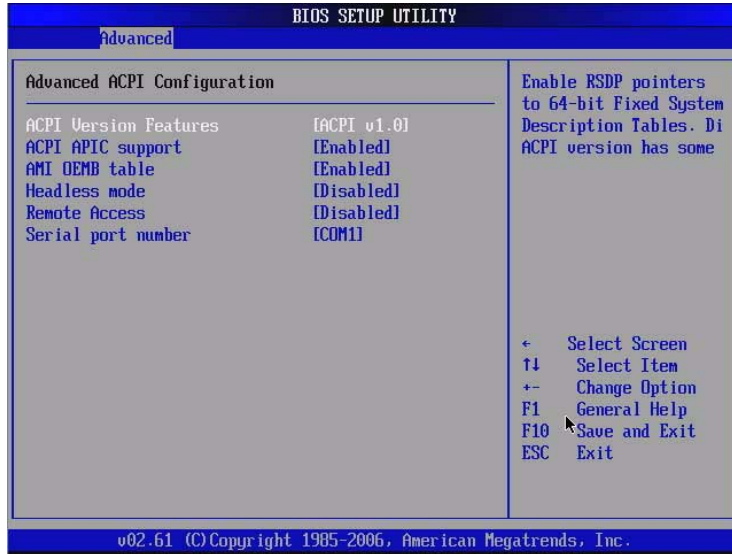 BIOS SETUP UTILITY
Advanced
Advanced ACPI Configuration
ACPI Version Features [ACPI v1.0]
ACPI APIC support [Enabled]
AMI OEMB table [Enabled]
Headless mode [Disabled]
Remote Access [Disabled]
Serial port number [COM1]
Enable RSDP pointers
to 64-bit Fixed System
Description Tables. Di
ACPI version has some
← Select Screen
↑↓ Select Item
+- Change Option
F1 General Help
F10 Save and Exit
ESC Exit
v02.61 (C)Copyright 1985-2006, American Megatrends, Inc.